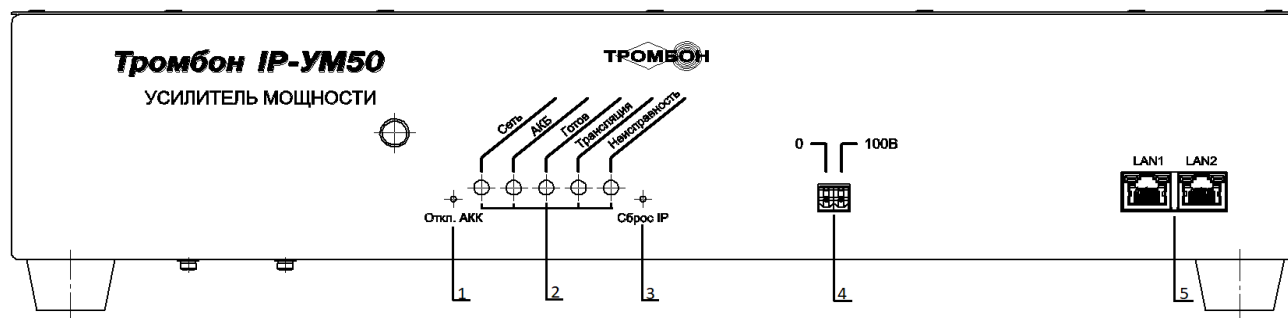 Тромбон IP-УМ50
УСИЛИТЕЛЬ МОЩНОСТИ
ТРОМБОН
Сеть
АКБ
Готов
Трансляция
Неисправность
Откл. АКК
Сброс IP
0
100В
LAN1 LAN2
1 2 3 4 5